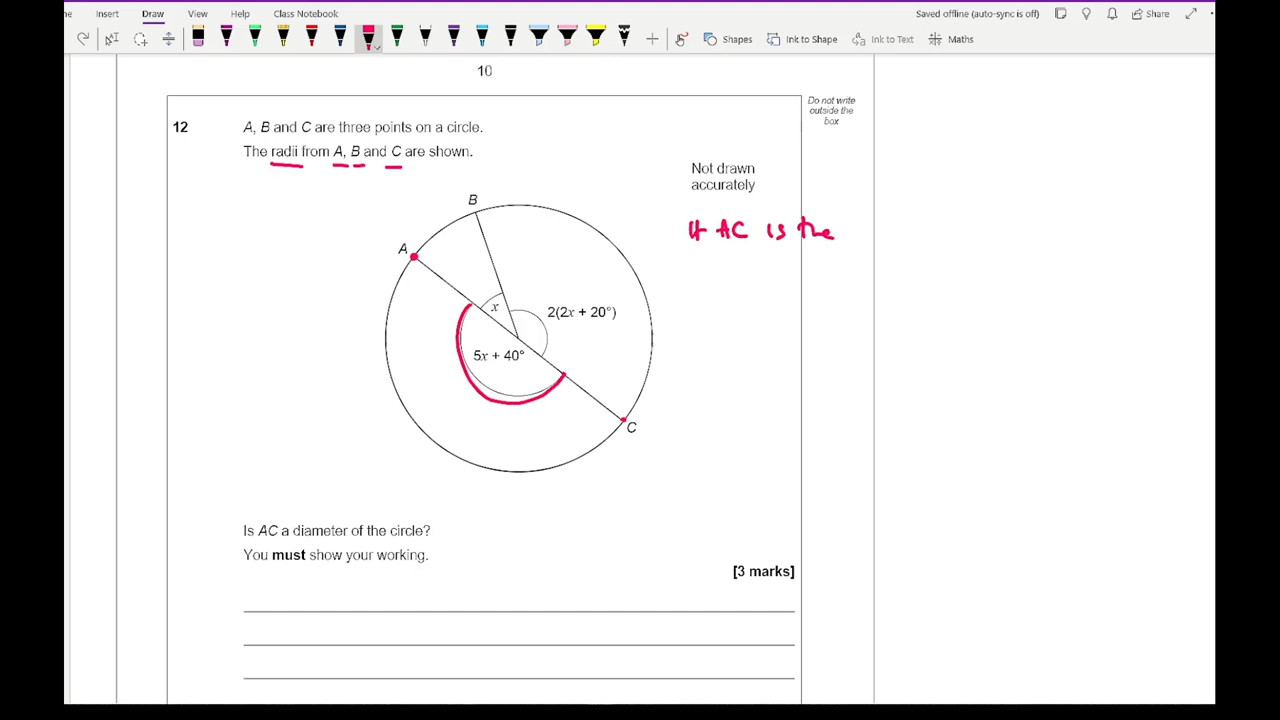 me Insert Draw View Help Class Notebook Saved offline (auto-sync is off) Share
Shapes Ink to Shape Ink to Text Maths
10
Do not write
outside the
box
12 A, B and C are three points on a circle.
The radii from A, B and C are shown.
Not drawn
accurately
If AC is the
B
A
x
2(2x + 20°)
5x + 40°
C
Is AC a diameter of the circle?
You must show your working.
[3 marks]